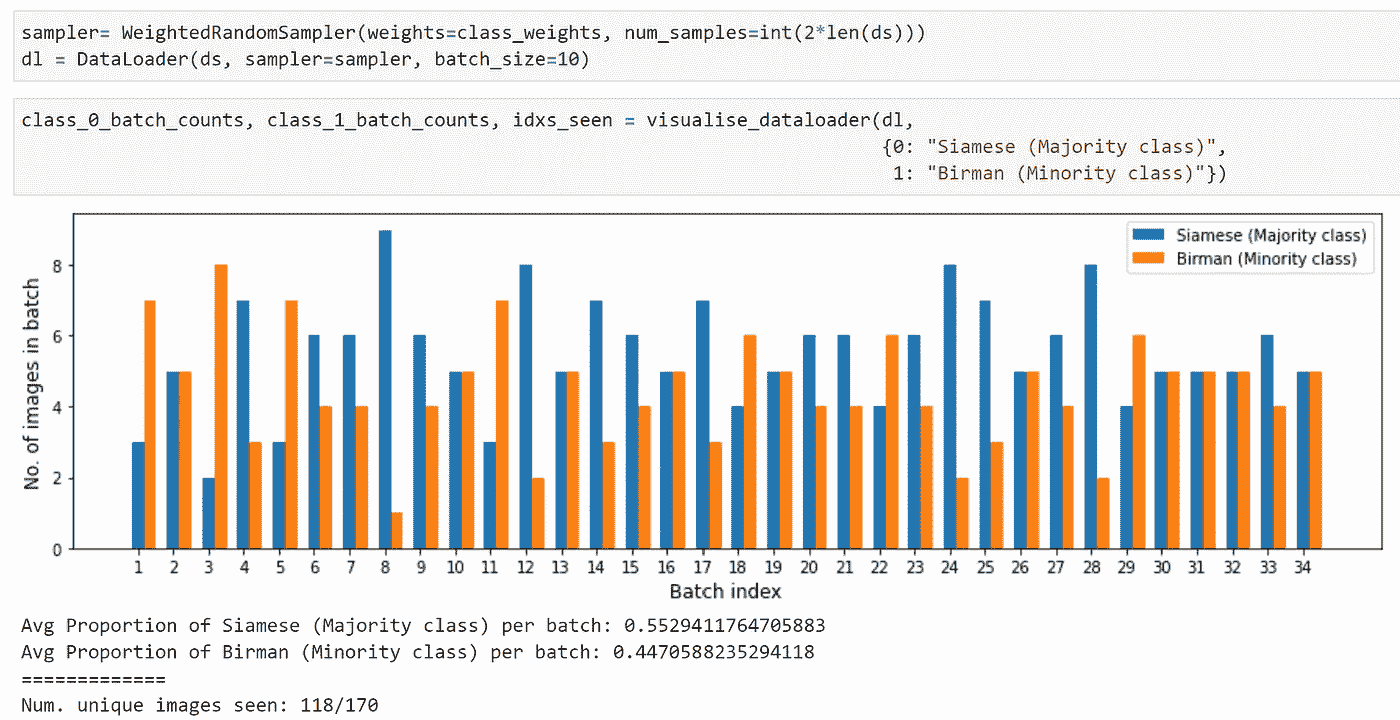 sampler= WeightedRandomSampler(weights=class_weights, num_samples=int(2*len(ds)))
dl = DataLoader(ds, sampler=sampler, batch_size=10)
class_0_batch_counts, class_1_batch_counts, idxs_seen = visualise_dataloader(dl,
{0: "Siamese (Majority class)",
1: "Birman (Minority class)"})
Siamese (Majority class)
Birman (Minority class)
No. of images in batch
8
6
4
2
0
1 2 3 4 5 6 7 8 9 10 11 12 13 14 15 16 17 18 19 20 21 22 23 24 25 26 27 28 29 30 31 32 33 34
Batch index
Avg Proportion of Siamese (Majority class) per batch: 0.5529411764705883
Avg Proportion of Birman (Minority class) per batch: 0.4470588235294118
=============
Num. unique images seen: 118/170